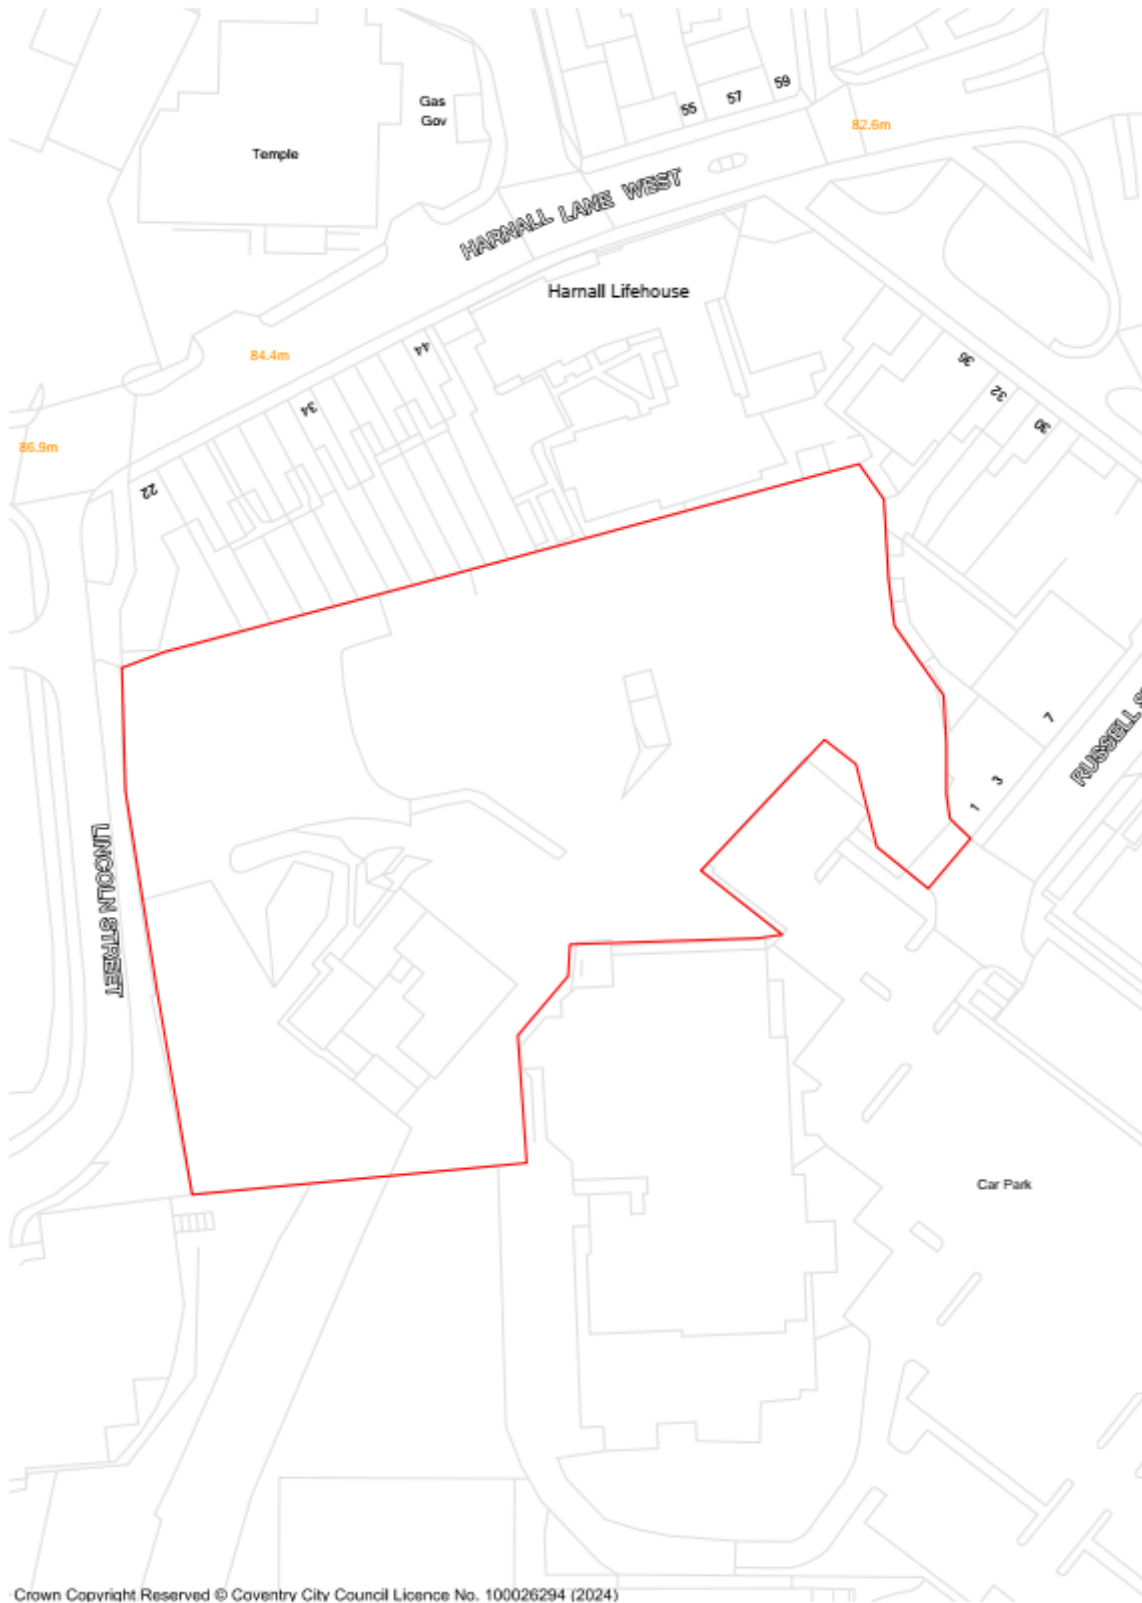 59
57
55
Gas
Gov
82.6m
Temple
HARNALL LANE WEST
Harnall Lifehouse
84.4m
44
36
32
34
30
86.9m
22
7
RUSSELL
3
1
LINCOLN STREET
Car Park
Crown Copyright Reserved © Coventry City Council Licence No. 100026294 (2024)